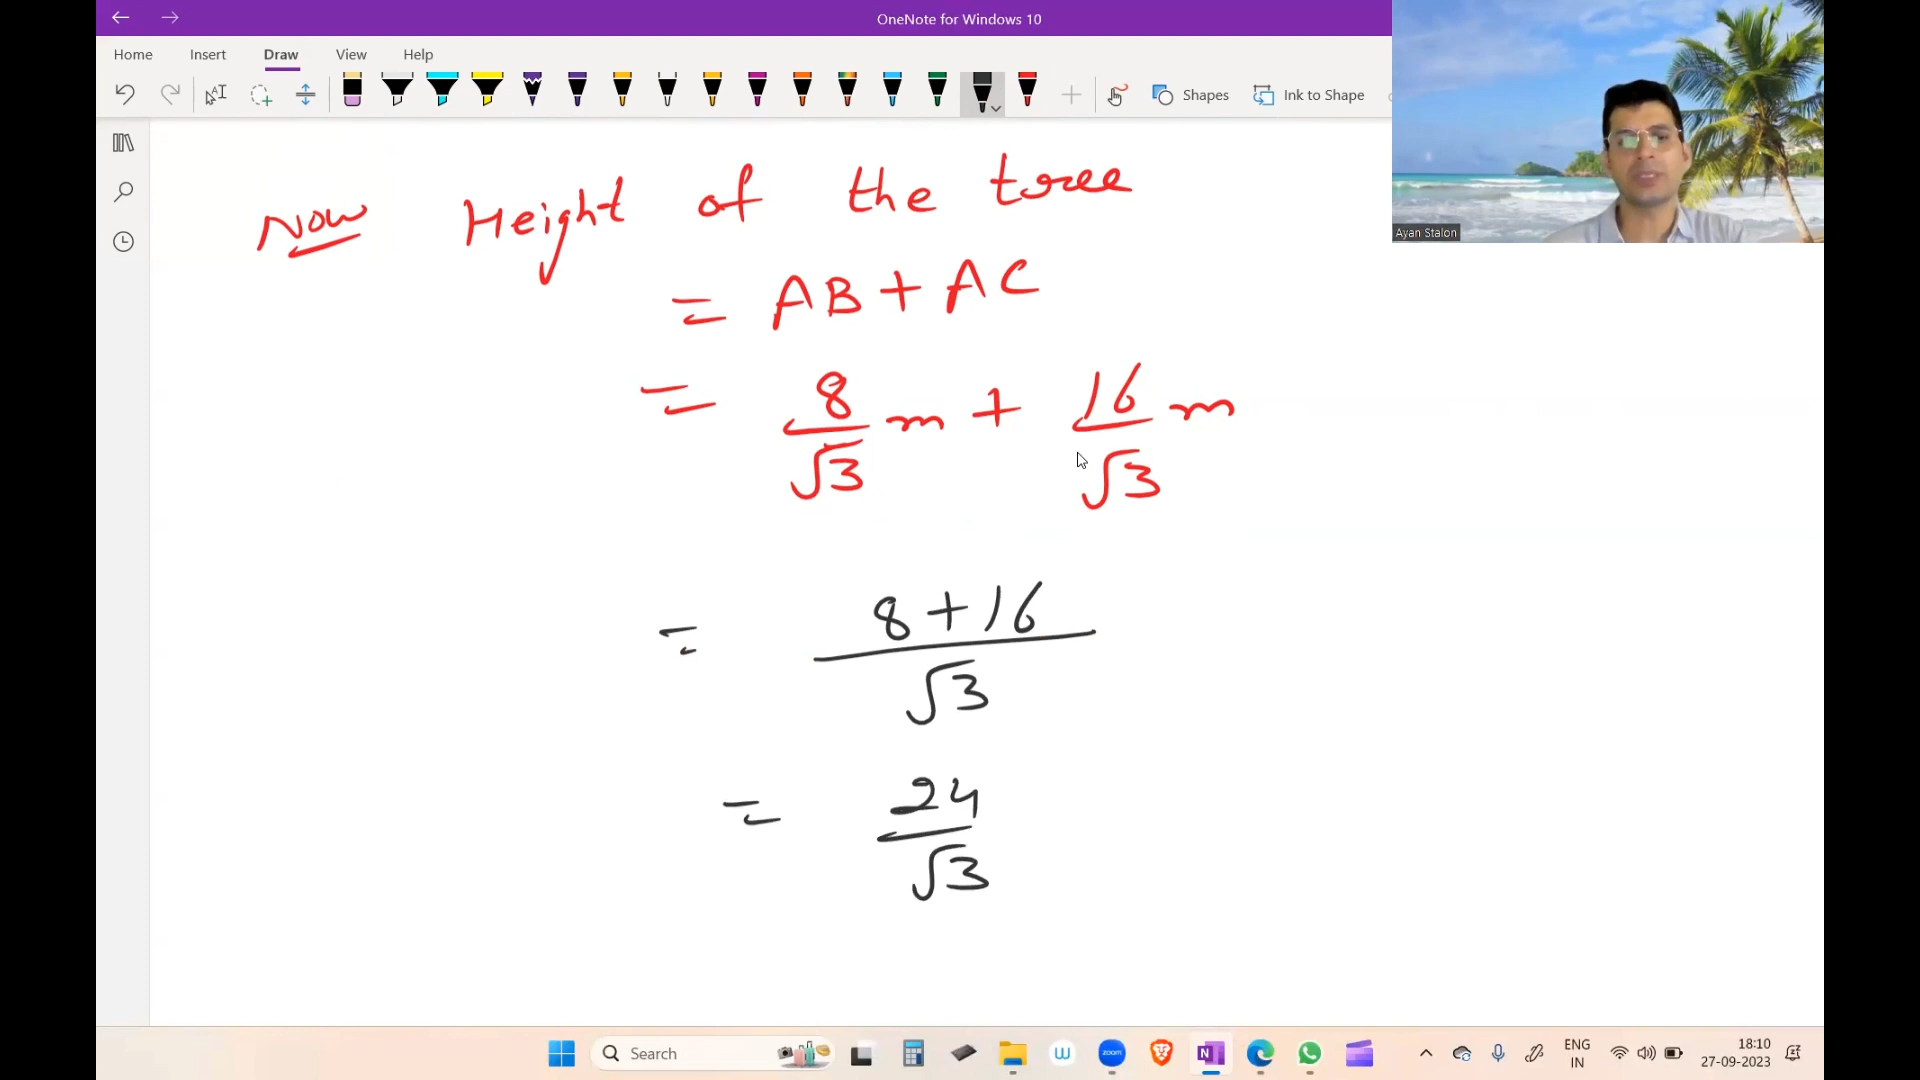 OneNote for Windows 10
Home Insert Draw View Help
Shapes Ink to Shape
Ayan Stalon
Now Height of the tree
= AB + AC
= 8/√3 m + 16/√3 m
= 8+16/√3
= 24/√3
Search
zoom
ENG
IN
18:10
27-09-2023